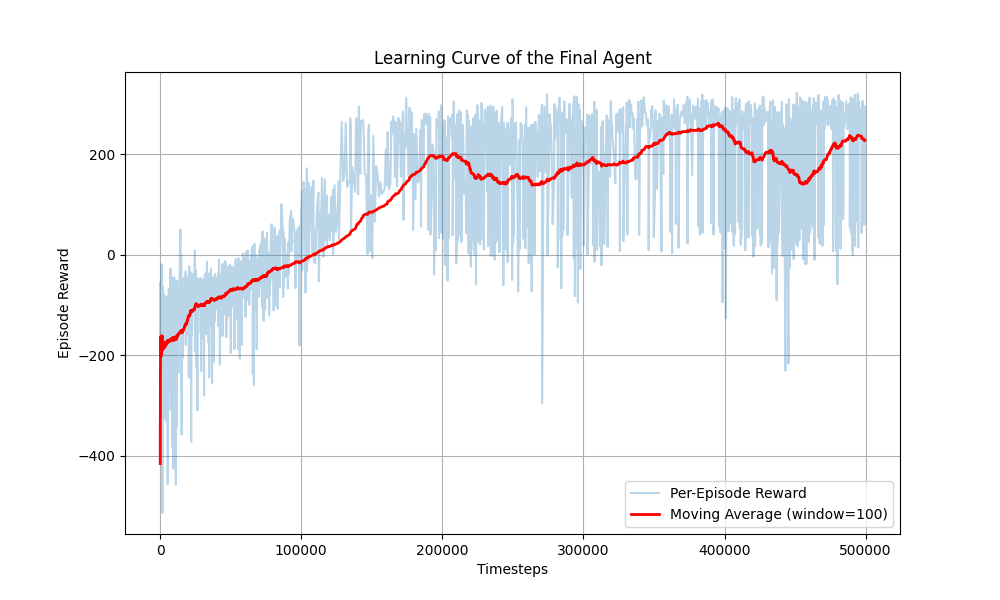 Learning Curve of the Final Agent
Episode Reward
200
0
−200
−400
0
100000
200000
300000
400000
500000
Timesteps
Per-Episode Reward
Moving Average (window=100)